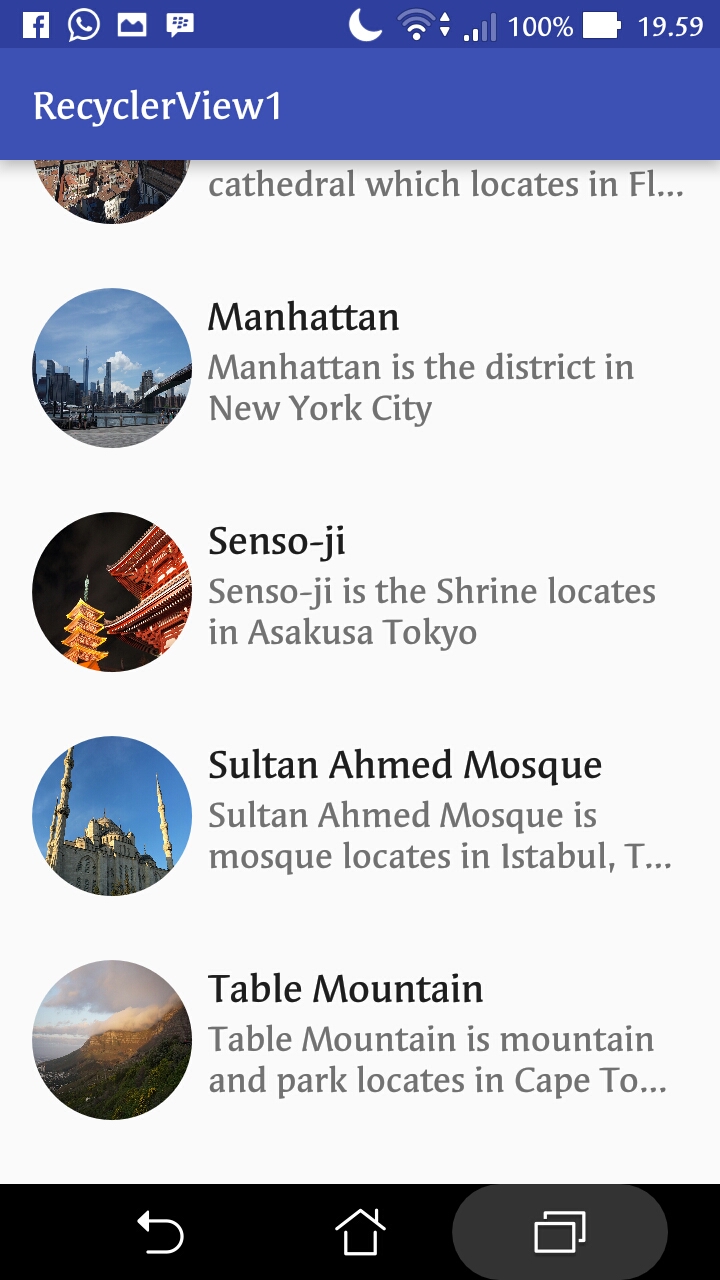 100% 19.59
RecyclerView1
cathedral which locates in Fl...
Manhattan
Manhattan is the district in
New York City
Senso-ji
Senso-ji is the Shrine locates
in Asakusa Tokyo
Sultan Ahmed Mosque
Sultan Ahmed Mosque is
mosque locates in Istabul, T...
Table Mountain
Table Mountain is mountain
and park locates in Cape To...